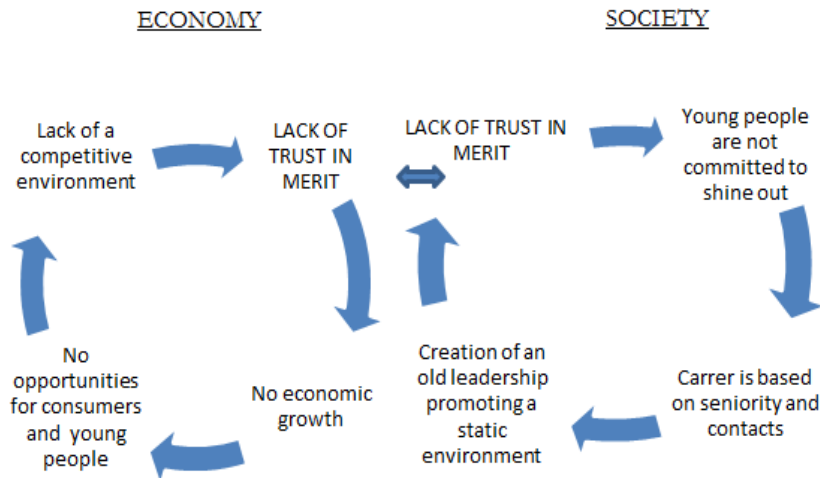 ECONOMY
SOCIETY
Lack of a
competitive
environment
LACK OF
TRUST IN
MERIT
LACK OF TRUST IN
MERIT
Young people
are not
committed to
shine out
No
opportunities
for consumers
and young
people
No economic
growth
Creation of an
old leadership
promoting a
static
environment
Carrer is based
on seniority and
contacts